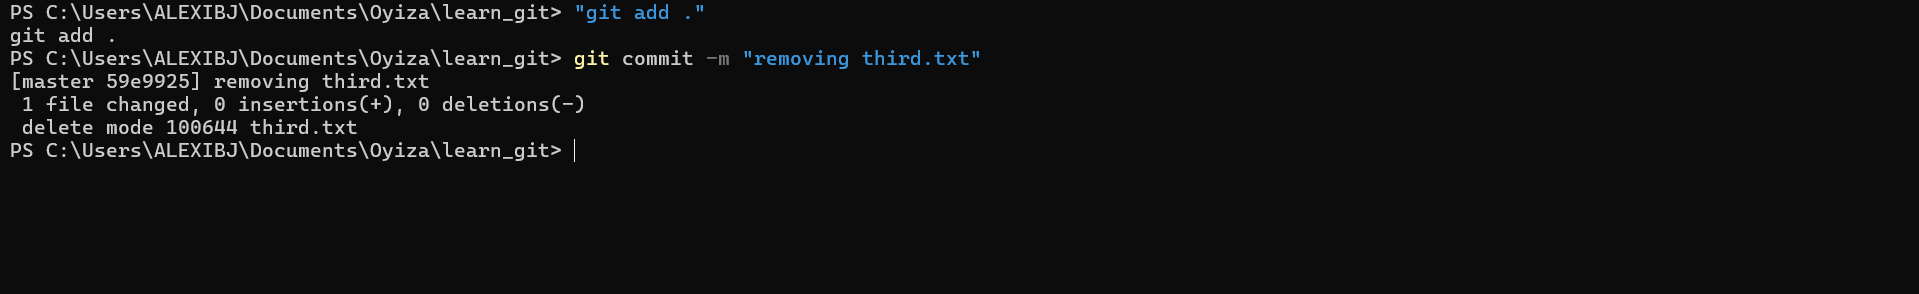 PS C:\Users\ALEXIBJ\Documents\Oyiza\learn_git> "git add ."
git add .
PS C:\Users\ALEXIBJ\Documents\Oyiza\learn_git> git commit -m "removing third.txt"
[master 59e9925] removing third.txt
 1 file changed, 0 insertions(+), 0 deletions(-)
 delete mode 100644 third.txt
PS C:\Users\ALEXIBJ\Documents\Oyiza\learn_git>